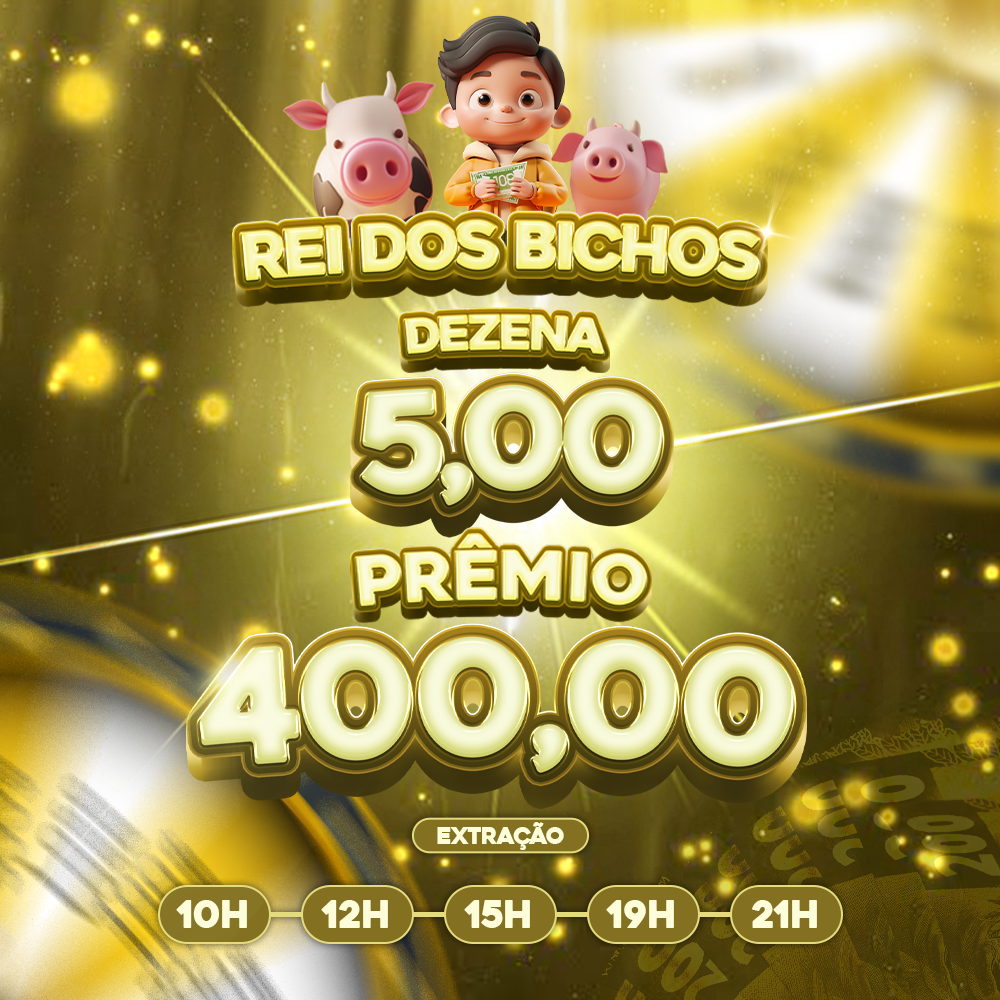 REI DOS BICHOS
DEZENA
5,00
PRÊMIO
400,00
EXTRAÇÃO
10H
12H
15H
19H
21H